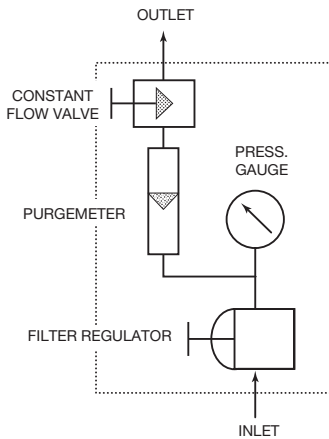 OUTLET
CONSTANT
FLOW VALVE
PRESS.
GAUGE
PURGEMETER
FILTER REGULATOR
INLET